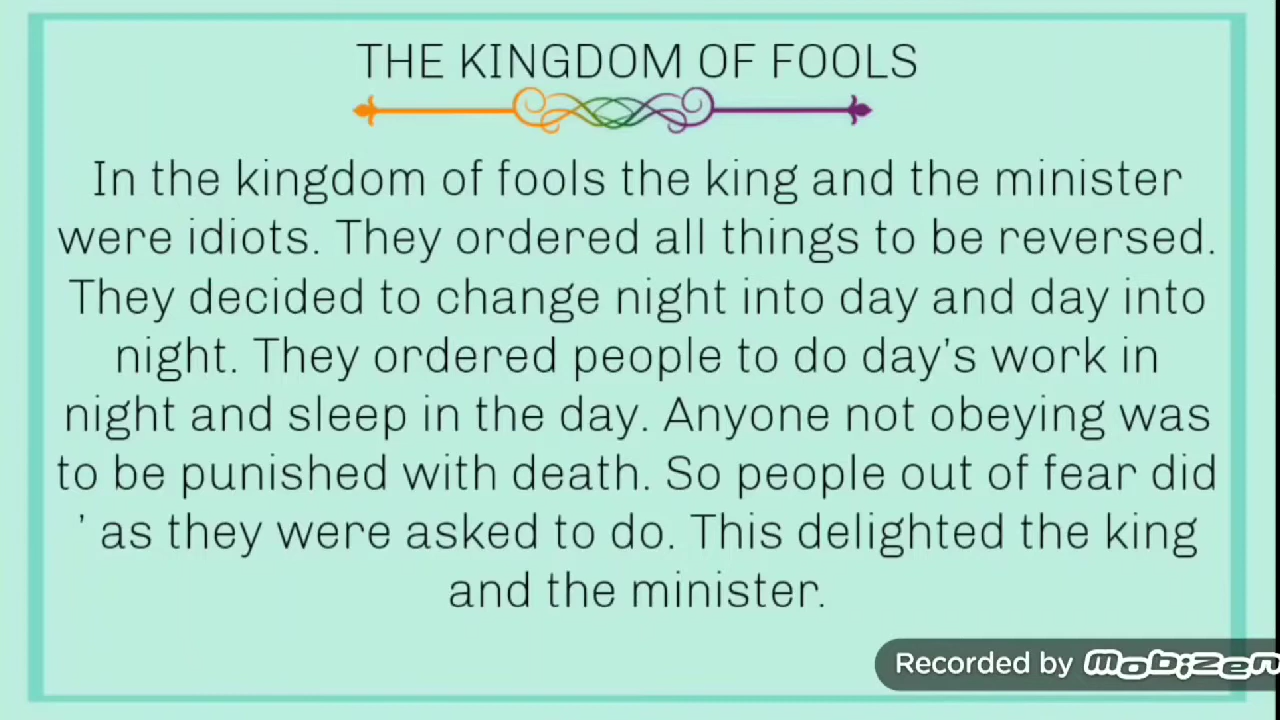 THE KINGDOM OF FOOLS
In the kingdom of fools the king and the minister
were idiots. They ordered all things to be reversed.
They decided to change night into day and day into
night. They ordered people to do day's work in
night and sleep in the day. Anyone not obeying was
to be punished with death. So people out of fear did
' as they were asked to do. This delighted the king
and the minister.
Recorded by Mobizen